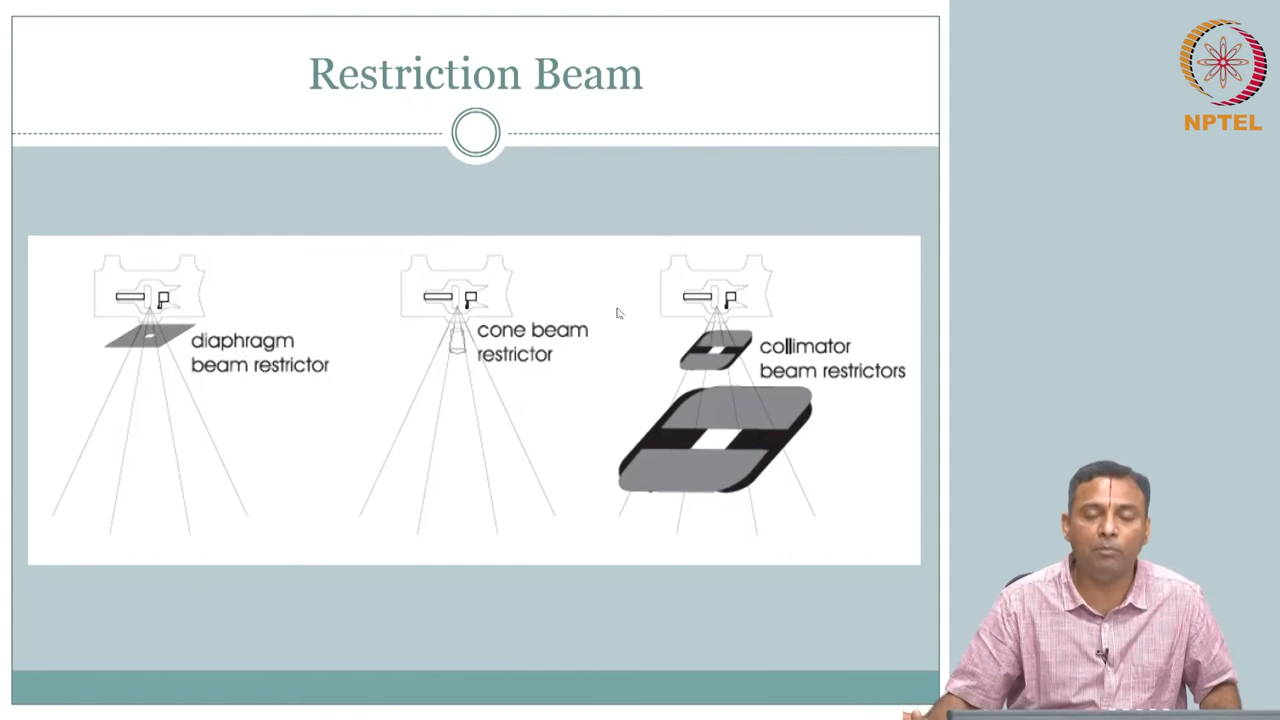 Restriction Beam
NPTEL
diaphragm
beam restrictor
cone beam
restrictor
collimator
beam restrictors